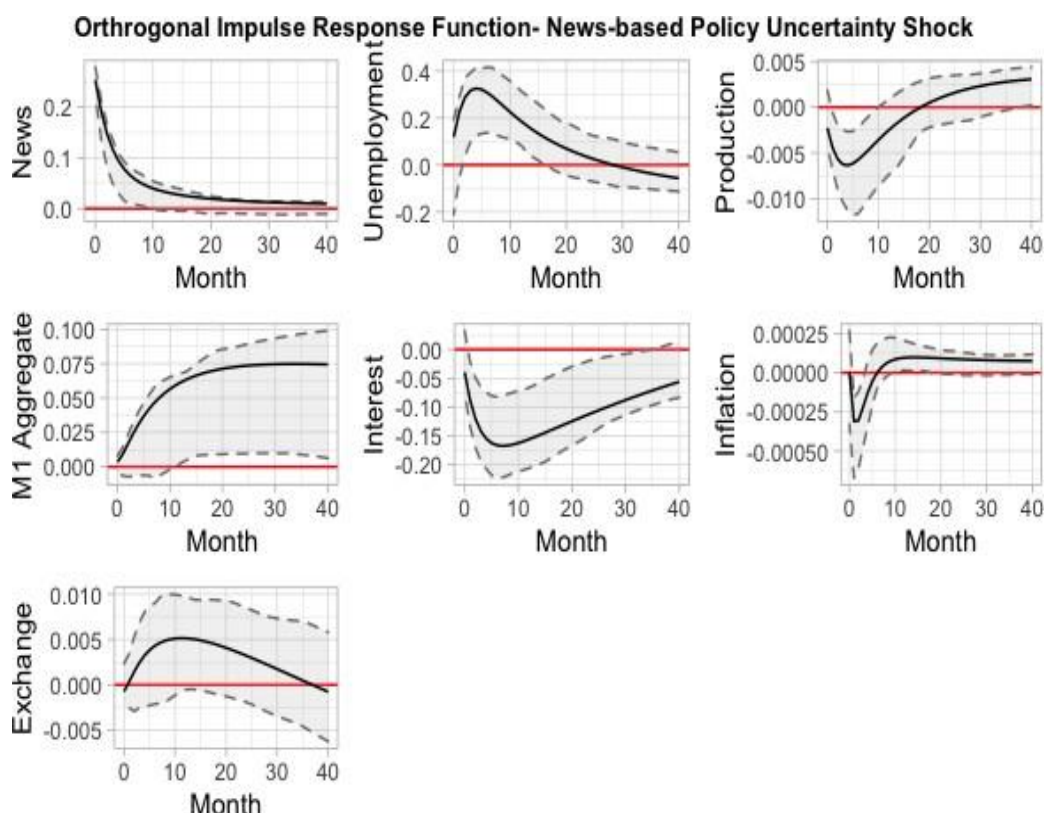 Orthrogonal Impulse Response Function- News-based Policy Uncertainty Shock
News
0.2
0.1
0.0
0 10 20 30 40
Month
Unemployment
0.4
0.2
0.0
-0.2
0 10 20 30 40
Month
Production
0.005
0.000
-0.005
-0.010
0 10 20 30 40
Month
M1 Aggregate
0.100
0.075
0.050
0.025
0.000
0 10 20 30 40
Month
Interest
0.00
-0.05
-0.10
-0.15
-0.20
0 10 20 30 40
Month
Inflation
0.00025
0.00000
-0.00025
-0.00050
0 10 20 30 40
Month
Exchange
0.010
0.005
0.000
-0.005
0 10 20 30 40
Month